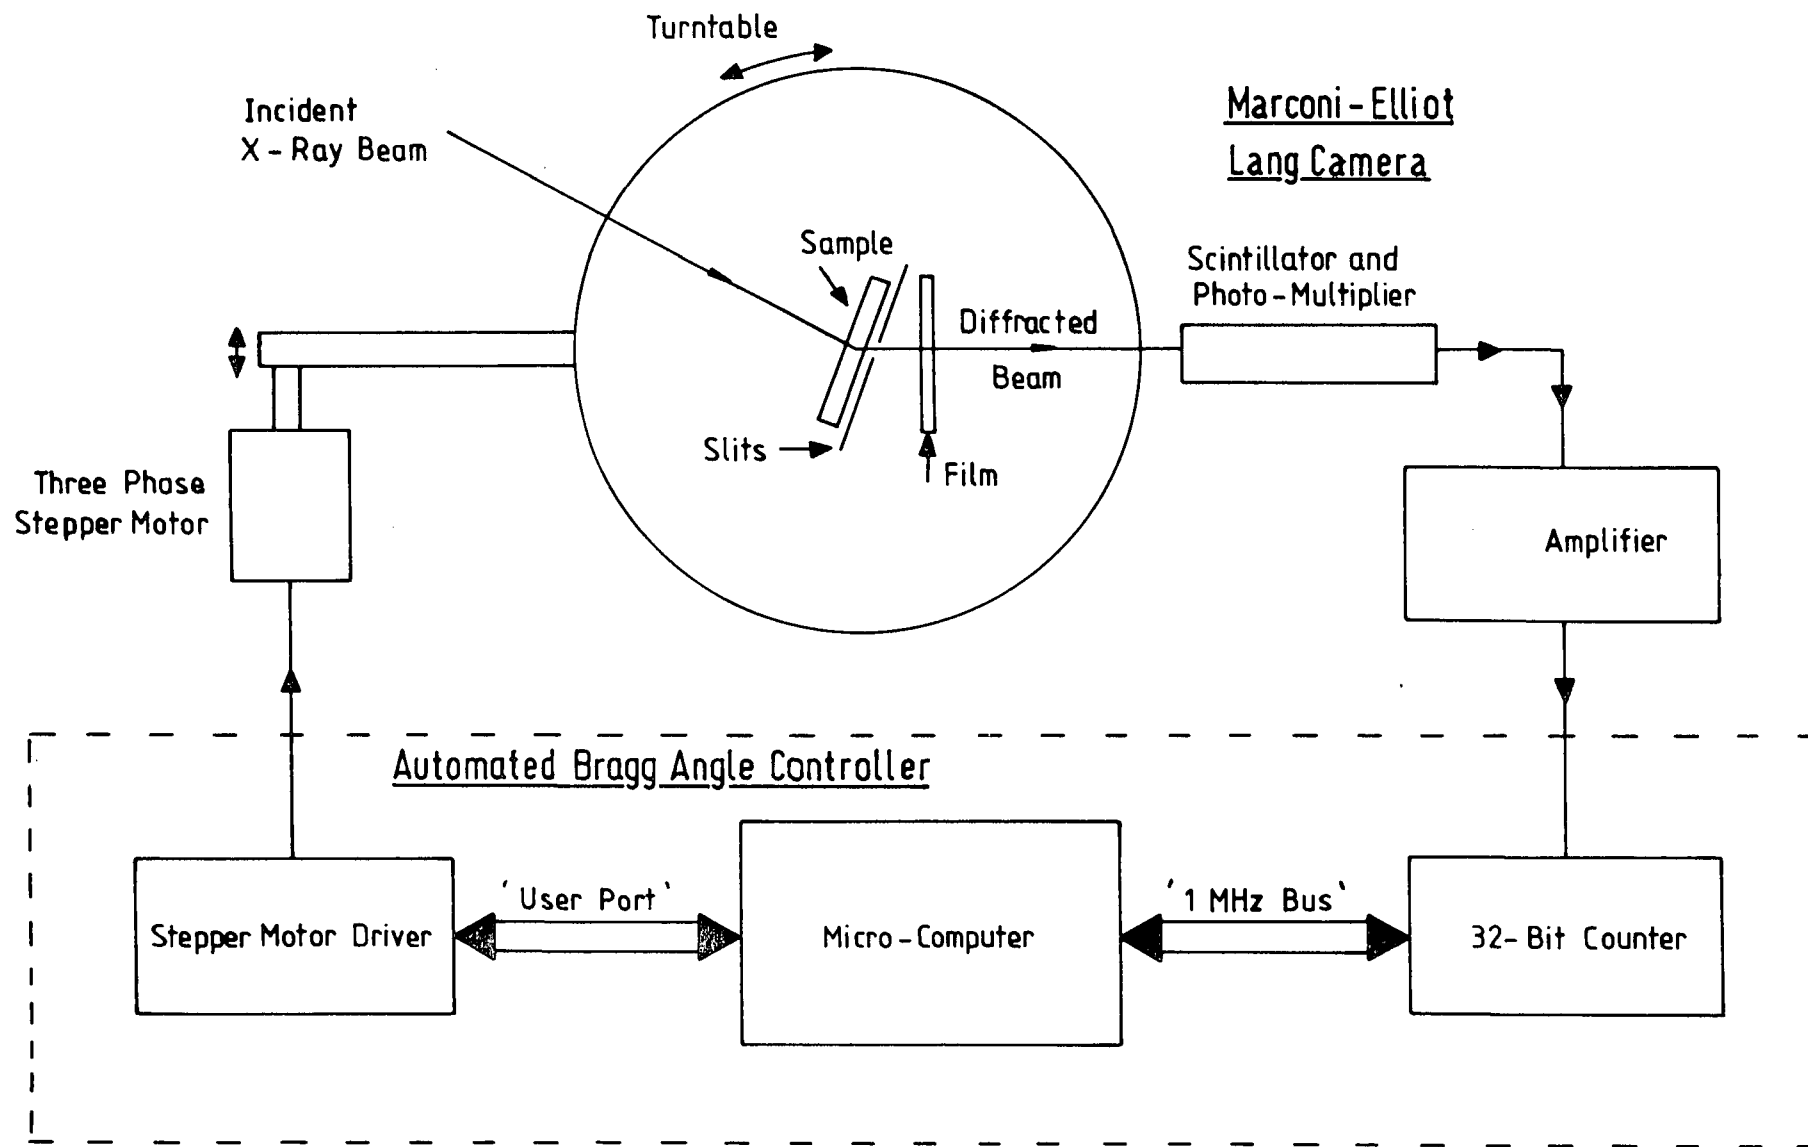 Turntable
Incident
X-Ray Beam
Marconi-Elliot
Lang Camera
Sample
Scintillator and
Photo-Multiplier
Diffracted
Beam
Slits
Film
Three Phase
Stepper Motor
Amplifier
Automated Bragg Angle Controller
'User Port'
'1 MHz Bus'
Stepper Motor Driver
Micro-Computer
32-Bit Counter